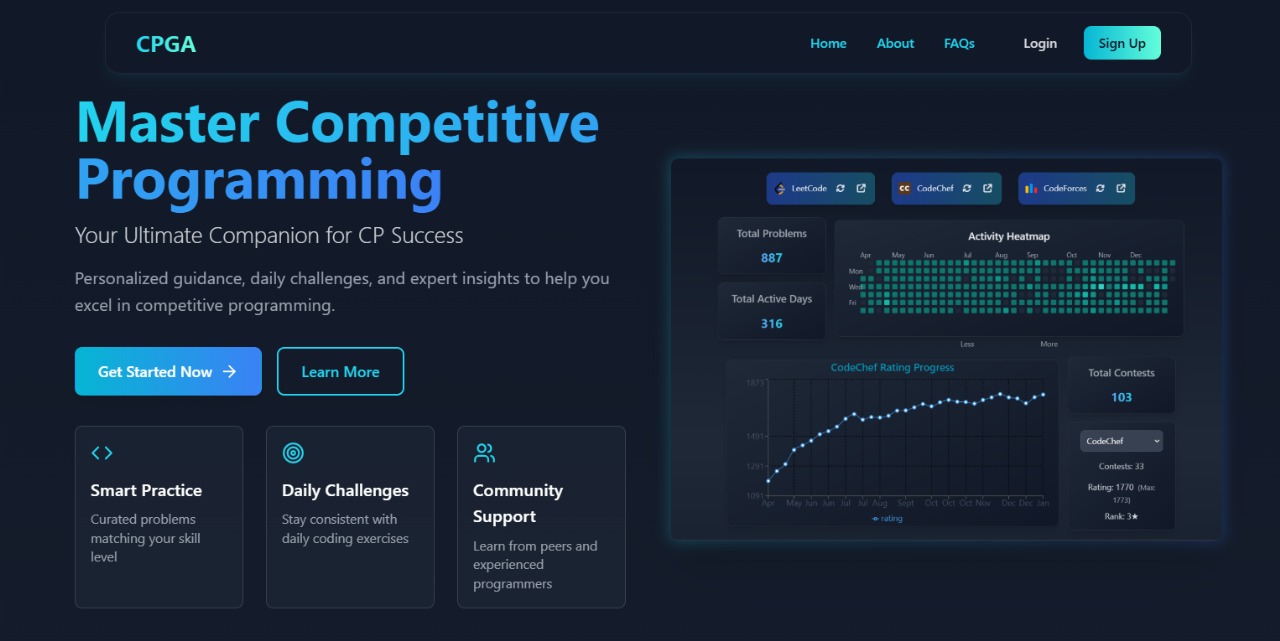 CPGA
Home
About
FAQs
Login
Sign Up
Master Competitive
Programming
Your Ultimate Companion for CP Success
Personalized guidance, daily challenges, and expert insights to help you
excel in competitive programming.
Get Started Now
Learn More
Smart Practice
Curated problems
matching your skill
level
Daily Challenges
Stay consistent with
daily coding exercises
Community
Support
Learn from peers and
experienced
programmers
LeetCode
CC CodeChef
CodeForces
Total Problems
887
Total Active Days
316
Activity Heatmap
Apr May Jun Jul Aug Sep Oct Nov Dec
Mon
Wed
Fri
Less More
CodeChef Rating Progress
1873
1491
1291
1091
Apr May Jun Jun Jul Jul Aug Sept Oct Oct Oct Nov Dec Dec Jan
rating
Total Contests
103
CodeChef
Contests: 33
Rating: 1770 (Max:
1773)
Rank: 3★